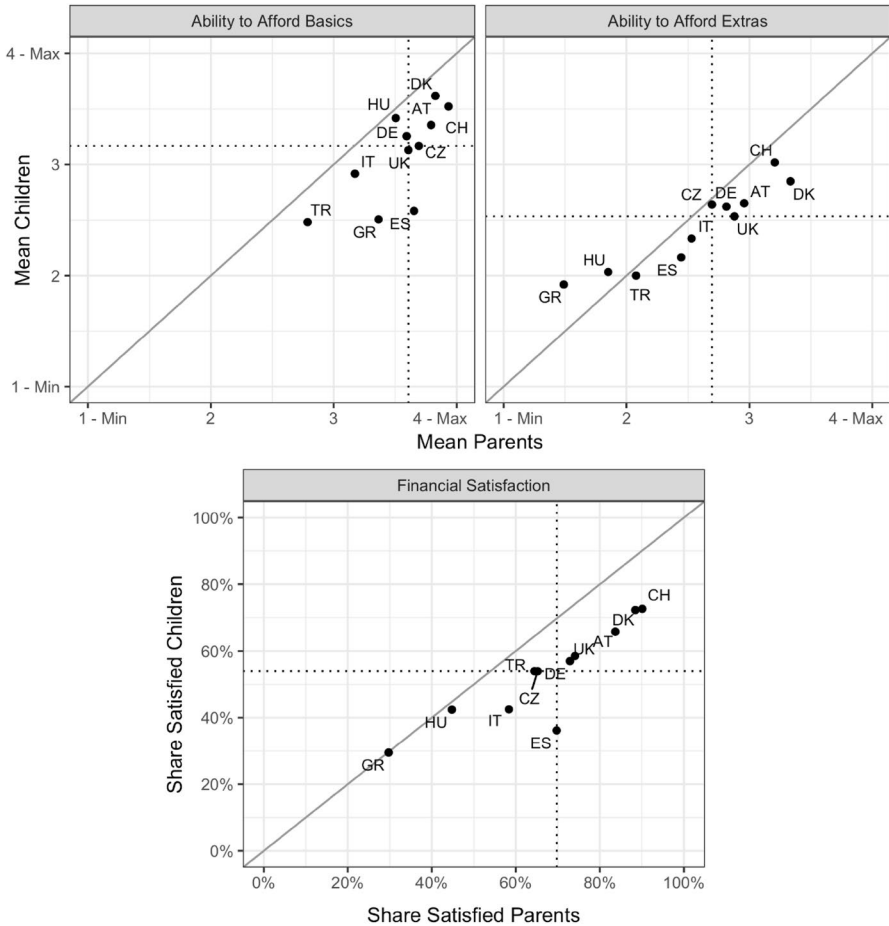 Ability to Afford Basics
Ability to Afford Extras
4 - Max
3
2
1 - Min
Mean Children
DK
HU
AT
CH
DE
CZ
UK
IT
TR
GR
ES
CH
DK
AT
CZ
DE
UK
IT
ES
HU
TR
GR
1 - Min
2
3
4 - Max
1 - Min
2
3
4 - Max
Mean Parents
Financial Satisfaction
100%
80%
60%
40%
20%
0%
Share Satisfied Children
CH
DK
AT
UK
TR
DE
CZ
IT
HU
ES
GR
0%
20%
40%
60%
80%
100%
Share Satisfied Parents